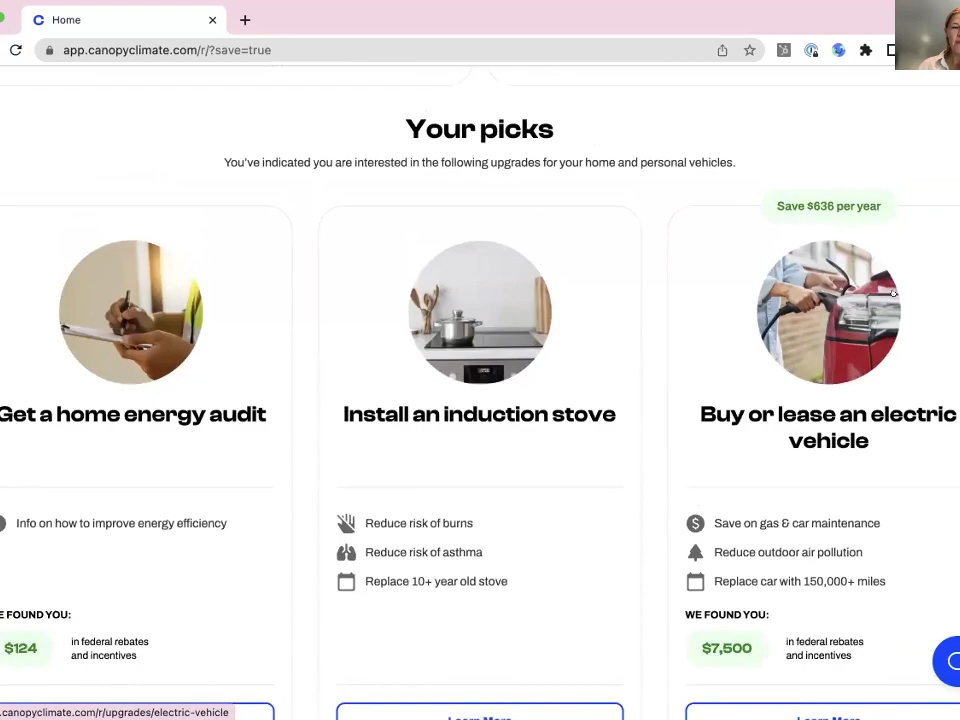 Home
app.canopyclimate.com/r/?save=true
Your picks
You've indicated you are interested in the following upgrades for your home and personal vehicles.
Save $636 per year
Get a home energy audit
Install an induction stove
Buy or lease an electric
vehicle
Info on how to improve energy efficiency
Reduce risk of burns
Reduce risk of asthma
Replace 10+ year old stove
Save on gas & car maintenance
Reduce outdoor air pollution
Replace car with 150,000+ miles
E FOUND YOU:
$124
in federal rebates
and incentives
WE FOUND YOU:
$7,500
in federal rebates
and incentives
.canopyclimate.com/r/upgrades/electric-vehicle
Learn More
Learn More